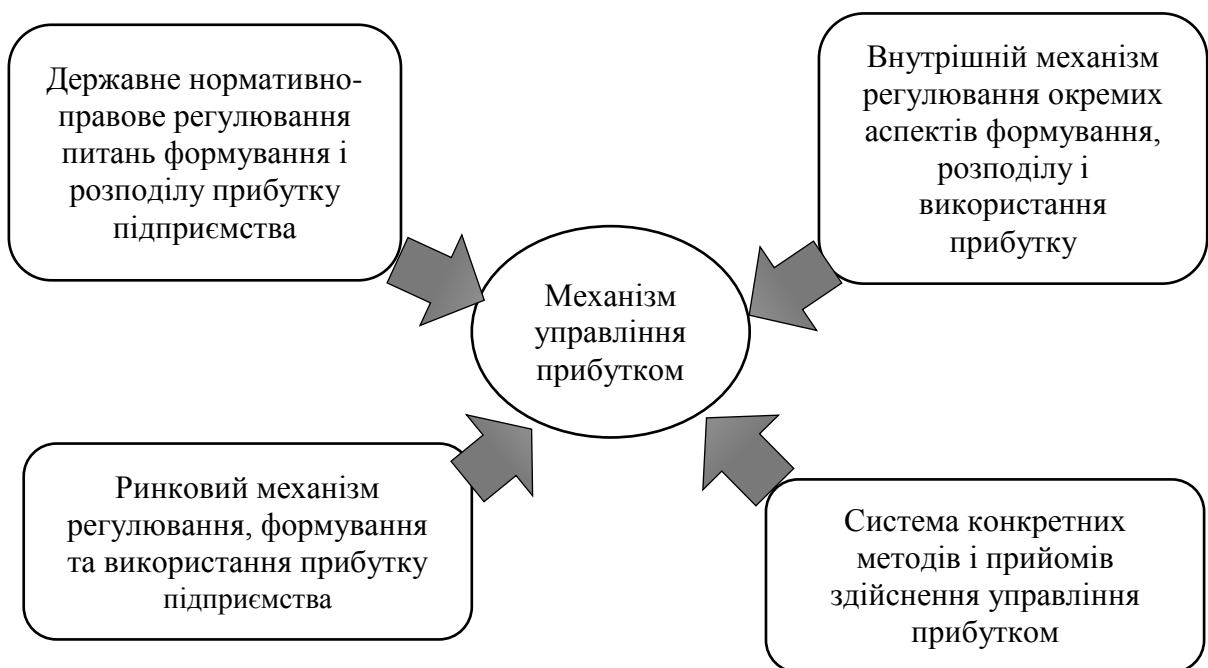 Державне нормативно-
правове регулювання
питань формування і
розподілу прибутку
підприємства
Внутрішній механізм
регулювання окремих
аспектів формування,
розподілу і
використання
прибутку
Механізм
управління
прибутком
Ринковий механізм
регулювання, формування
та використання прибутку
підприємства
Система конкретних
методів і прийомів
здійснення управління
прибутком